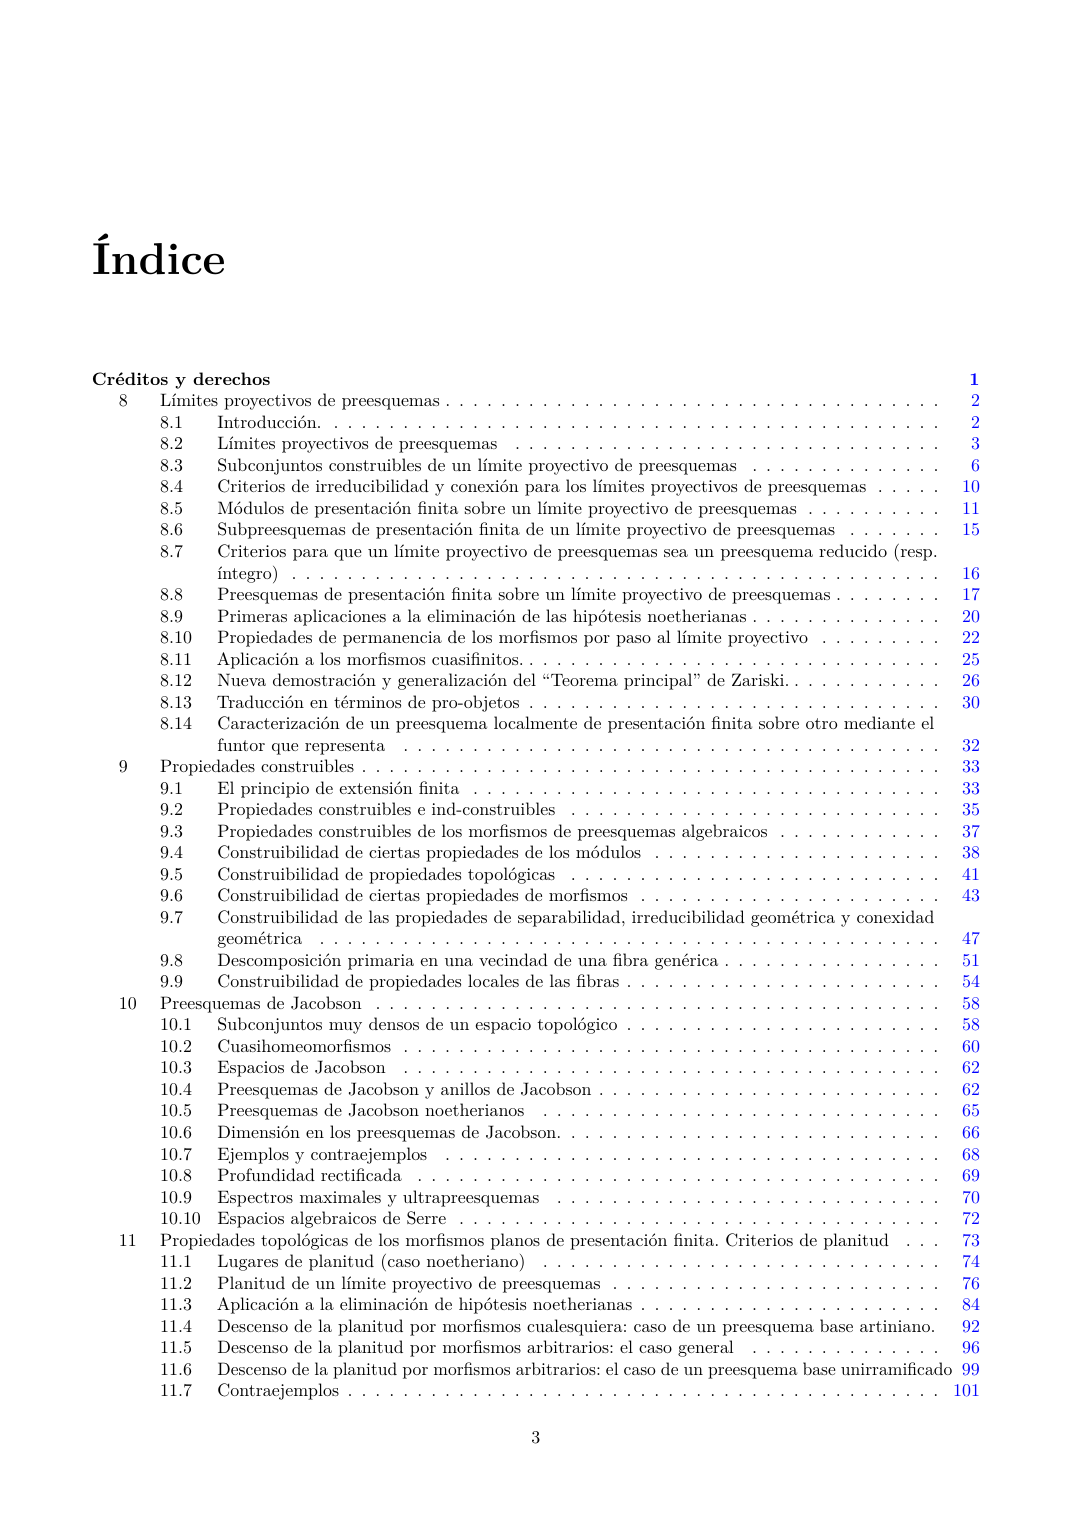 Índice
Créditos y derechos 1
8 Límites proyectivos de preesquemas . . . . . . . . . . . . . . . . . . . . . . . . . . . . . . . . . . . . 2
8.1 Introducción. . . . . . . . . . . . . . . . . . . . . . . . . . . . . . . . . . . . . . . . . . . . . 2
8.2 Límites proyectivos de preesquemas . . . . . . . . . . . . . . . . . . . . . . . . . . . . . . . 3
8.3 Subconjuntos construibles de un límite proyectivo de preesquemas . . . . . . . . . . . . . . 6
8.4 Criterios de irreducibilidad y conexión para los límites proyectivos de preesquemas . . . . . 10
8.5 Módulos de presentación finita sobre un límite proyectivo de preesquemas . . . . . . . . . . 11
8.6 Subpreesquemas de presentación finita de un límite proyectivo de preesquemas . . . . . . . 15
8.7 Criterios para que un límite proyectivo de preesquemas sea un preesquema reducido (resp.
íntegro) . . . . . . . . . . . . . . . . . . . . . . . . . . . . . . . . . . . . . . . . . . . . . . . 16
8.8 Preesquemas de presentación finita sobre un límite proyectivo de preesquemas . . . . . . . . 17
8.9 Primeras aplicaciones a la eliminación de las hipótesis noetherianas . . . . . . . . . . . . . . 20
8.10 Propiedades de permanencia de los morfismos por paso al límite proyectivo . . . . . . . . . 22
8.11 Aplicación a los morfismos cuasifinitos. . . . . . . . . . . . . . . . . . . . . . . . . . . . . . . 25
8.12 Nueva demostración y generalización del “Teorema principal” de Zariski. . . . . . . . . . . . 26
8.13 Traducción en términos de pro-objetos . . . . . . . . . . . . . . . . . . . . . . . . . . . . . . 30
8.14 Caracterización de un preesquema localmente de presentación finita sobre otro mediante el
funtor que representa . . . . . . . . . . . . . . . . . . . . . . . . . . . . . . . . . . . . . . . 32
9 Propiedades construibles . . . . . . . . . . . . . . . . . . . . . . . . . . . . . . . . . . . . . . . . . . 33
9.1 El principio de extensión finita . . . . . . . . . . . . . . . . . . . . . . . . . . . . . . . . . . 33
9.2 Propiedades construibles e ind-construibles . . . . . . . . . . . . . . . . . . . . . . . . . . . 35
9.3 Propiedades construibles de los morfismos de preesquemas algebraicos . . . . . . . . . . . . 37
9.4 Construibilidad de ciertas propiedades de los módulos . . . . . . . . . . . . . . . . . . . . . 38
9.5 Construibilidad de propiedades topológicas . . . . . . . . . . . . . . . . . . . . . . . . . . . 41
9.6 Construibilidad de ciertas propiedades de morfismos . . . . . . . . . . . . . . . . . . . . . . 43
9.7 Construibilidad de las propiedades de separabilidad, irreducibilidad geométrica y conexidad
geométrica . . . . . . . . . . . . . . . . . . . . . . . . . . . . . . . . . . . . . . . . . . . . . 47
9.8 Descomposición primaria en una vecindad de una fibra genérica . . . . . . . . . . . . . . . . 51
9.9 Construibilidad de propiedades locales de las fibras . . . . . . . . . . . . . . . . . . . . . . . 54
10 Preesquemas de Jacobson . . . . . . . . . . . . . . . . . . . . . . . . . . . . . . . . . . . . . . . . . 58
10.1 Subconjuntos muy densos de un espacio topológico . . . . . . . . . . . . . . . . . . . . . . . 58
10.2 Cuasihomeomorfismos . . . . . . . . . . . . . . . . . . . . . . . . . . . . . . . . . . . . . . . 60
10.3 Espacios de Jacobson . . . . . . . . . . . . . . . . . . . . . . . . . . . . . . . . . . . . . . . 62
10.4 Preesquemas de Jacobson y anillos de Jacobson . . . . . . . . . . . . . . . . . . . . . . . . . 62
10.5 Preesquemas de Jacobson noetherianos . . . . . . . . . . . . . . . . . . . . . . . . . . . . . 65
10.6 Dimensión en los preesquemas de Jacobson. . . . . . . . . . . . . . . . . . . . . . . . . . . . 66
10.7 Ejemplos y contraejemplos . . . . . . . . . . . . . . . . . . . . . . . . . . . . . . . . . . . . 68
10.8 Profundidad rectificada . . . . . . . . . . . . . . . . . . . . . . . . . . . . . . . . . . . . . . 69
10.9 Espectros maximales y ultrapreesquemas . . . . . . . . . . . . . . . . . . . . . . . . . . . . 70
10.10 Espacios algebraicos de Serre . . . . . . . . . . . . . . . . . . . . . . . . . . . . . . . . . . . 72
11 Propiedades topológicas de los morfismos planos de presentación finita. Criterios de planitud . . . 73
11.1 Lugares de planitud (caso noetheriano) . . . . . . . . . . . . . . . . . . . . . . . . . . . . . 74
11.2 Planitud de un límite proyectivo de preesquemas . . . . . . . . . . . . . . . . . . . . . . . . 76
11.3 Aplicación a la eliminación de hipótesis noetherianas . . . . . . . . . . . . . . . . . . . . . . 84
11.4 Descenso de la planitud por morfismos cualesquiera: caso de un preesquema base artiniano. 92
11.5 Descenso de la planitud por morfismos arbitrarios: el caso general . . . . . . . . . . . . . . 96
11.6 Descenso de la planitud por morfismos arbitrarios: el caso de un preesquema base unirramificado 99
11.7 Contraejemplos . . . . . . . . . . . . . . . . . . . . . . . . . . . . . . . . . . . . . . . . . . . 101
3